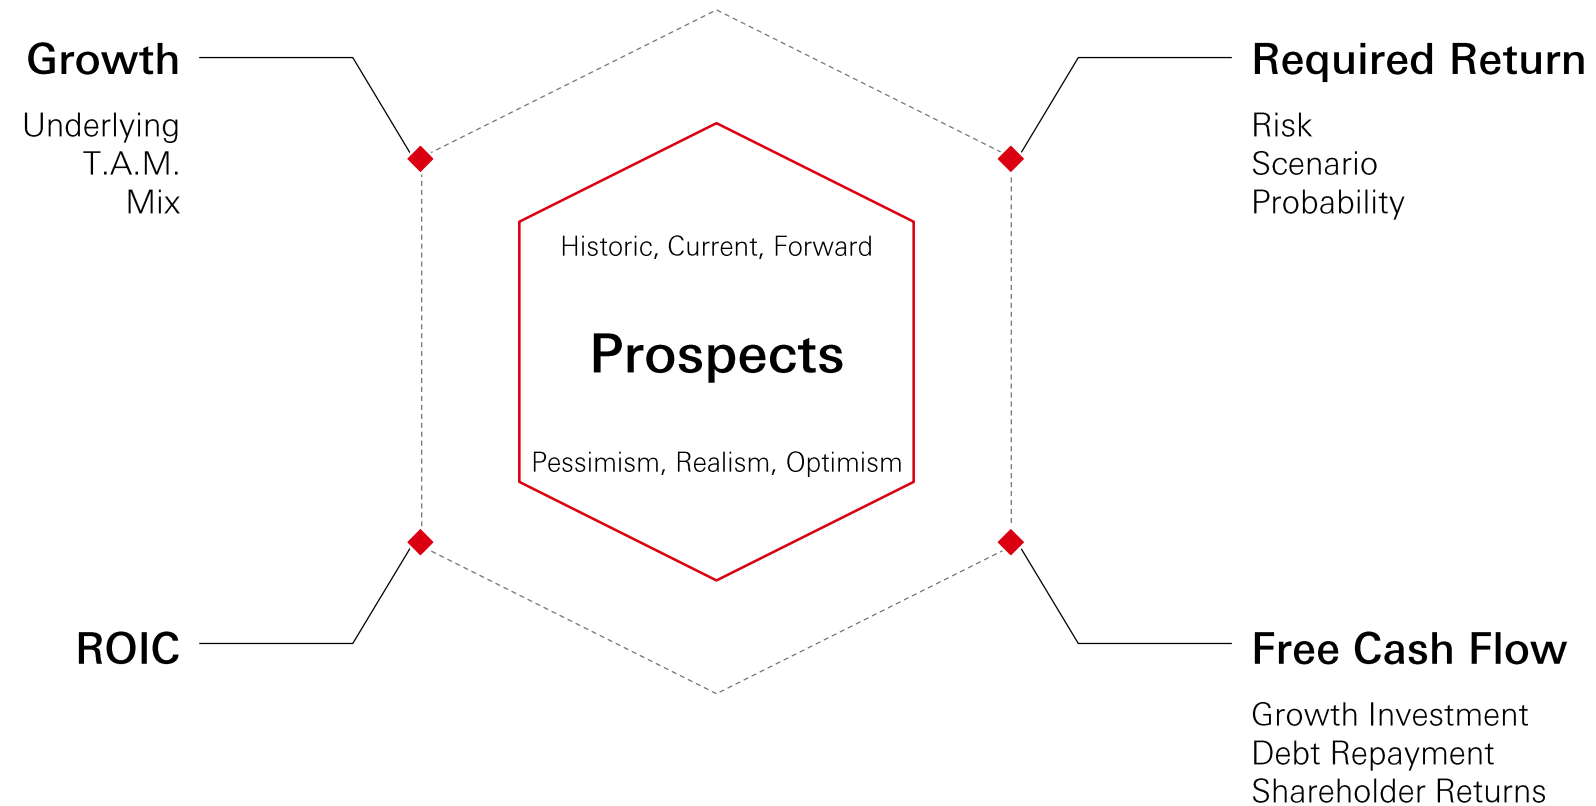 Growth
Underlying
T.A.M.
Mix
Required Return
Risk
Scenario
Probability
Historic, Current, Forward
Prospects
Pessimism, Realism, Optimism
ROIC
Free Cash Flow
Growth Investment
Debt Repayment
Shareholder Returns